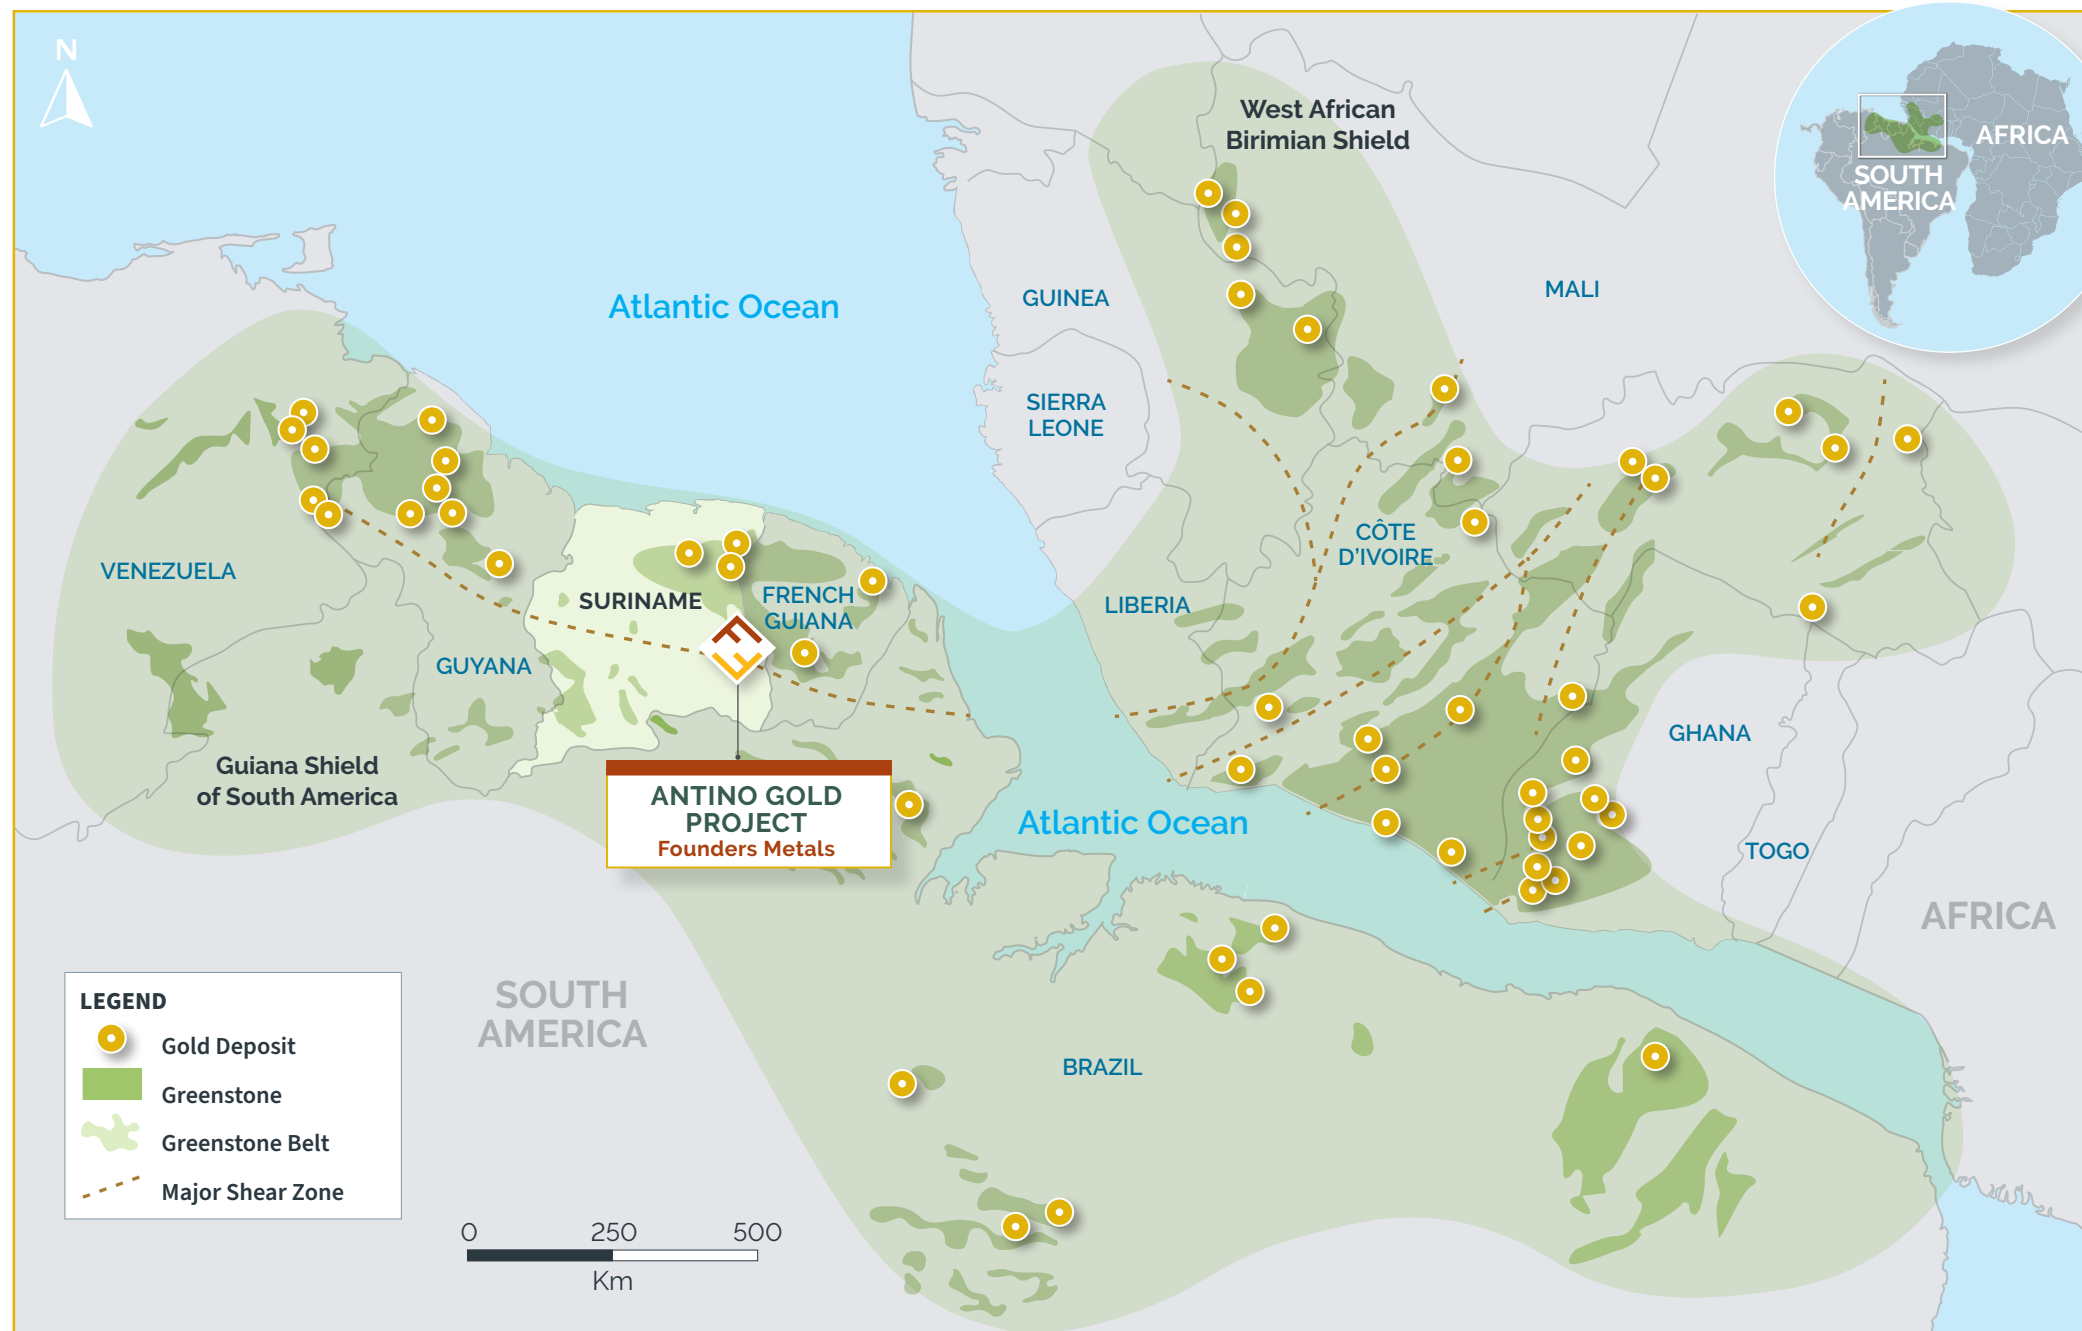 N
West African
Birimian Shield
AFRICA
SOUTH
AMERICA
Atlantic Ocean
GUINEA
MALI
SIERRA
LEONE
CÔTE
D'IVOIRE
VENEZUELA
SURINAME
FRENCH
GUIANA
LIBERIA
GUYANA
Guiana Shield
of South America
GHANA
ANTINO GOLD
PROJECT
Founders Metals
Atlantic Ocean
TOGO
AFRICA
SOUTH
AMERICA
BRAZIL
LEGEND
Gold Deposit
Greenstone
Greenstone Belt
Major Shear Zone
0 250 500
Km